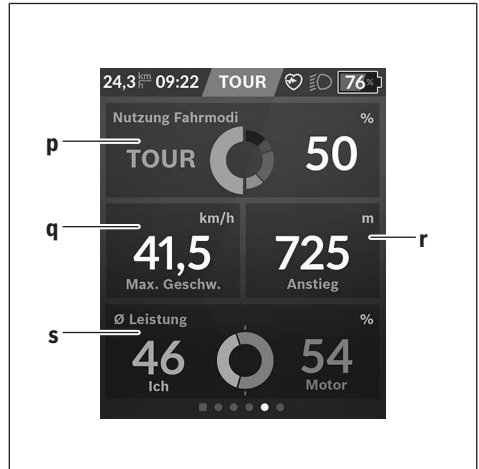 24,3 km/h 09:22 TOUR 76%
Nutzung Fahrmodi %
p TOUR 50
q km/h m
41,5 725 r
Max. Geschw. Anstieg
Ø Leistung %
s 46 54
Ich Motor